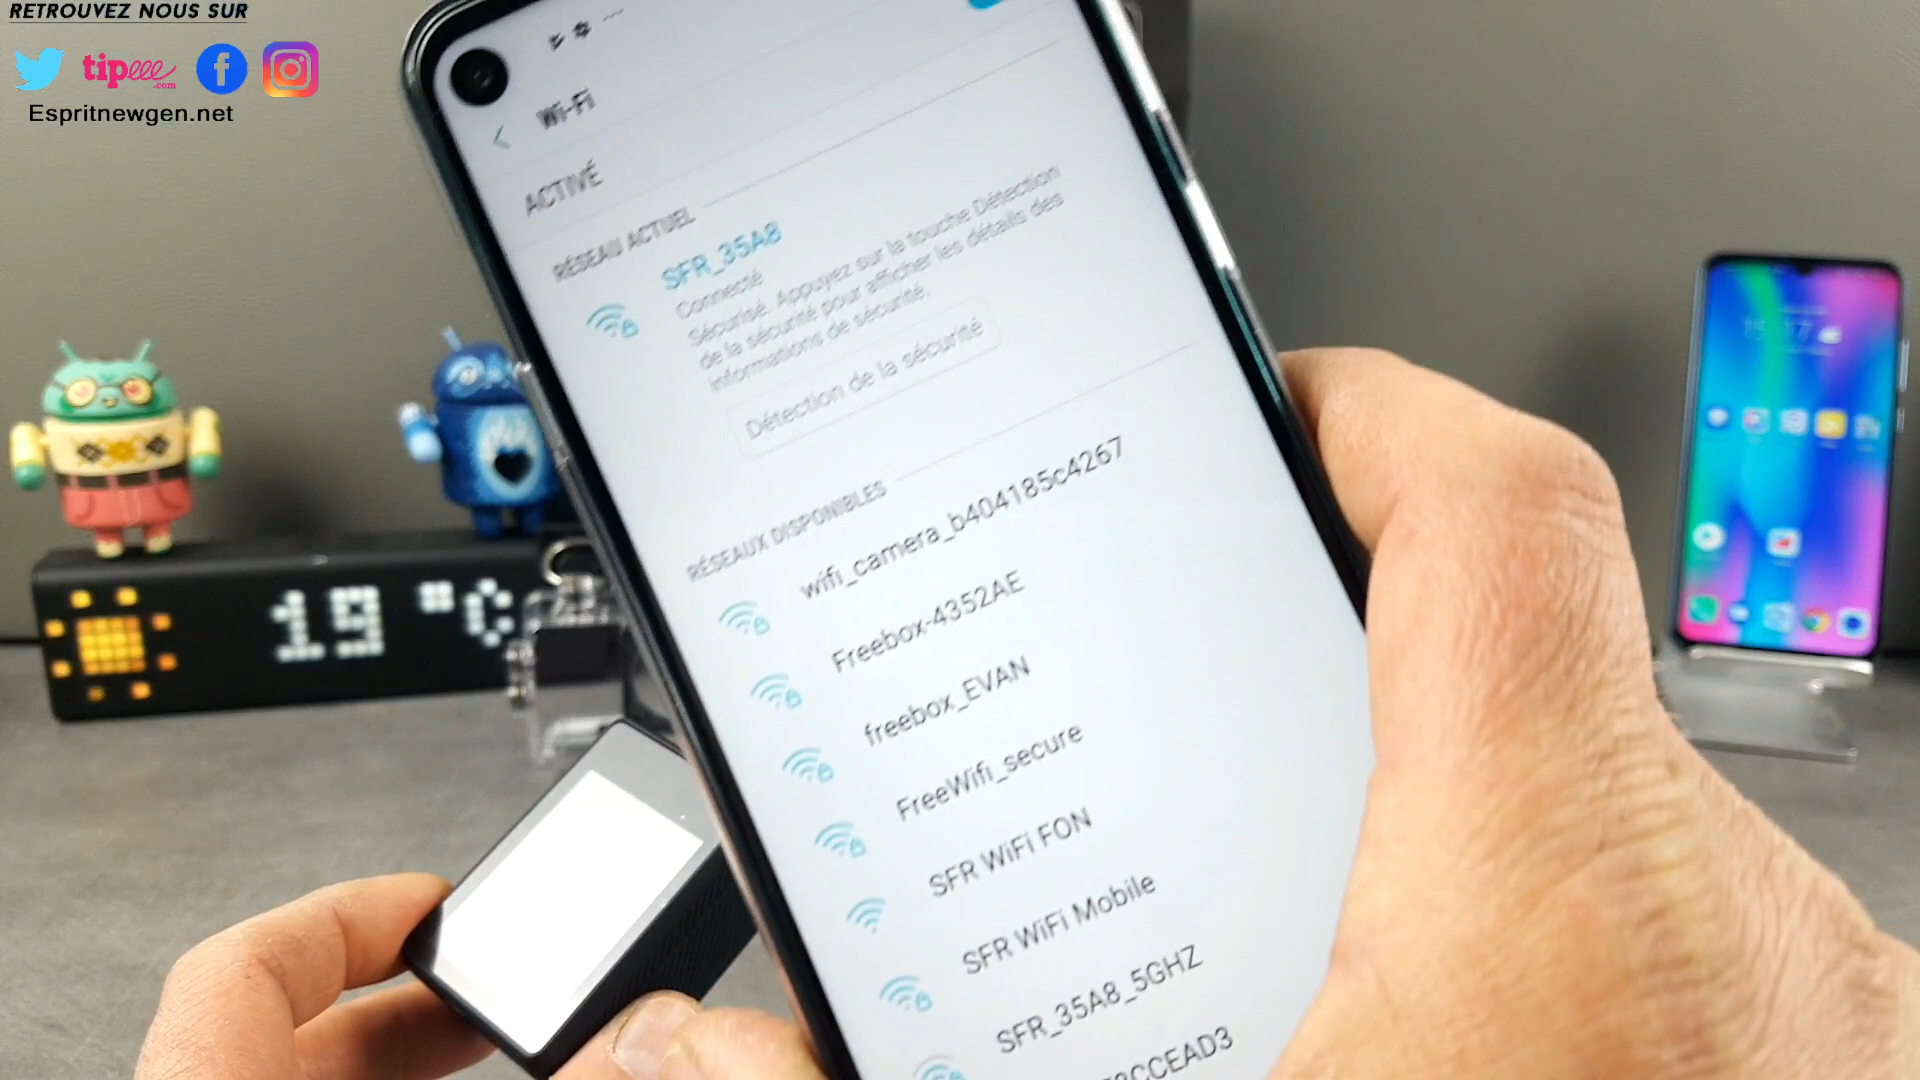 RETROUVEZ NOUS SUR
tipeee
.com
Espritnewgen.net
Wi-Fi
ACTIVÉ
RÉSEAU ACTUEL
SFR_35A8
Connecté
Sécurisé. Appuyez sur la touche Détection
de la sécurité pour afficher les détails des
informations de sécurité.
Détection de la sécurité
RÉSEAUX DISPONIBLES
wifi_camera_b404185c4267
Freebox-4352AE
freebox_EVAN
FreeWifi_secure
SFR WiFi FON
SFR WiFi Mobile
SFR_35A8_5GHZ
19 °C